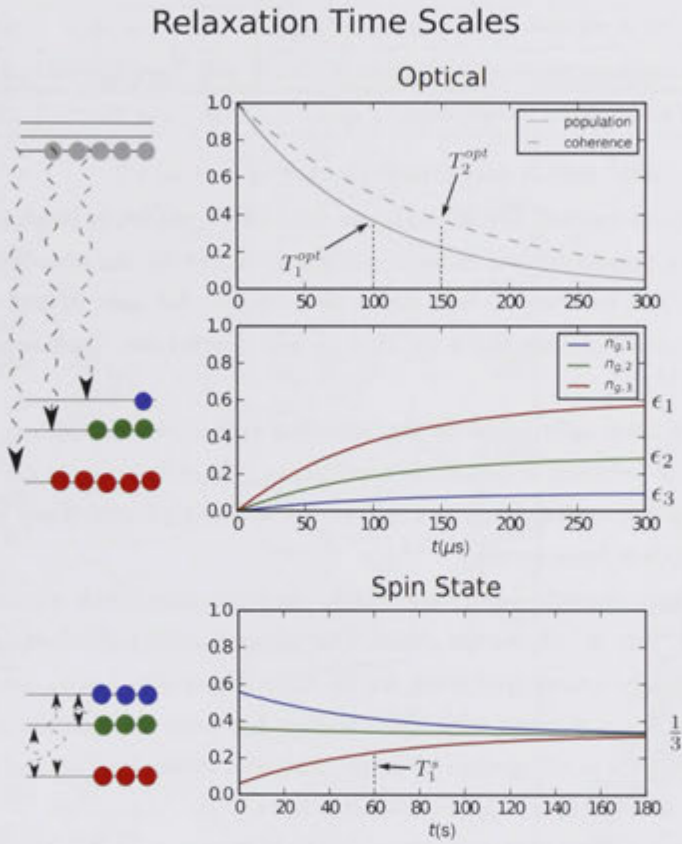 Relaxation Time Scales
Optical
1.0
0.8
0.6
0.4
0.2
0.0
population
coherence
T_2^{opt}
T_1^{opt}
0 50 100 150 200 250 300
1.0
0.8
0.6
0.4
0.2
0.0
n_{g,1}
n_{g,2}
n_{g,3}
ϵ_1
ϵ_2
ϵ_3
0 50 100 150 200 250 300
t(μs)
Spin State
1.0
0.8
0.6
0.4
0.2
0.0
1/3
T_1^s
0 20 40 60 80 100 120 140 160 180
t(s)